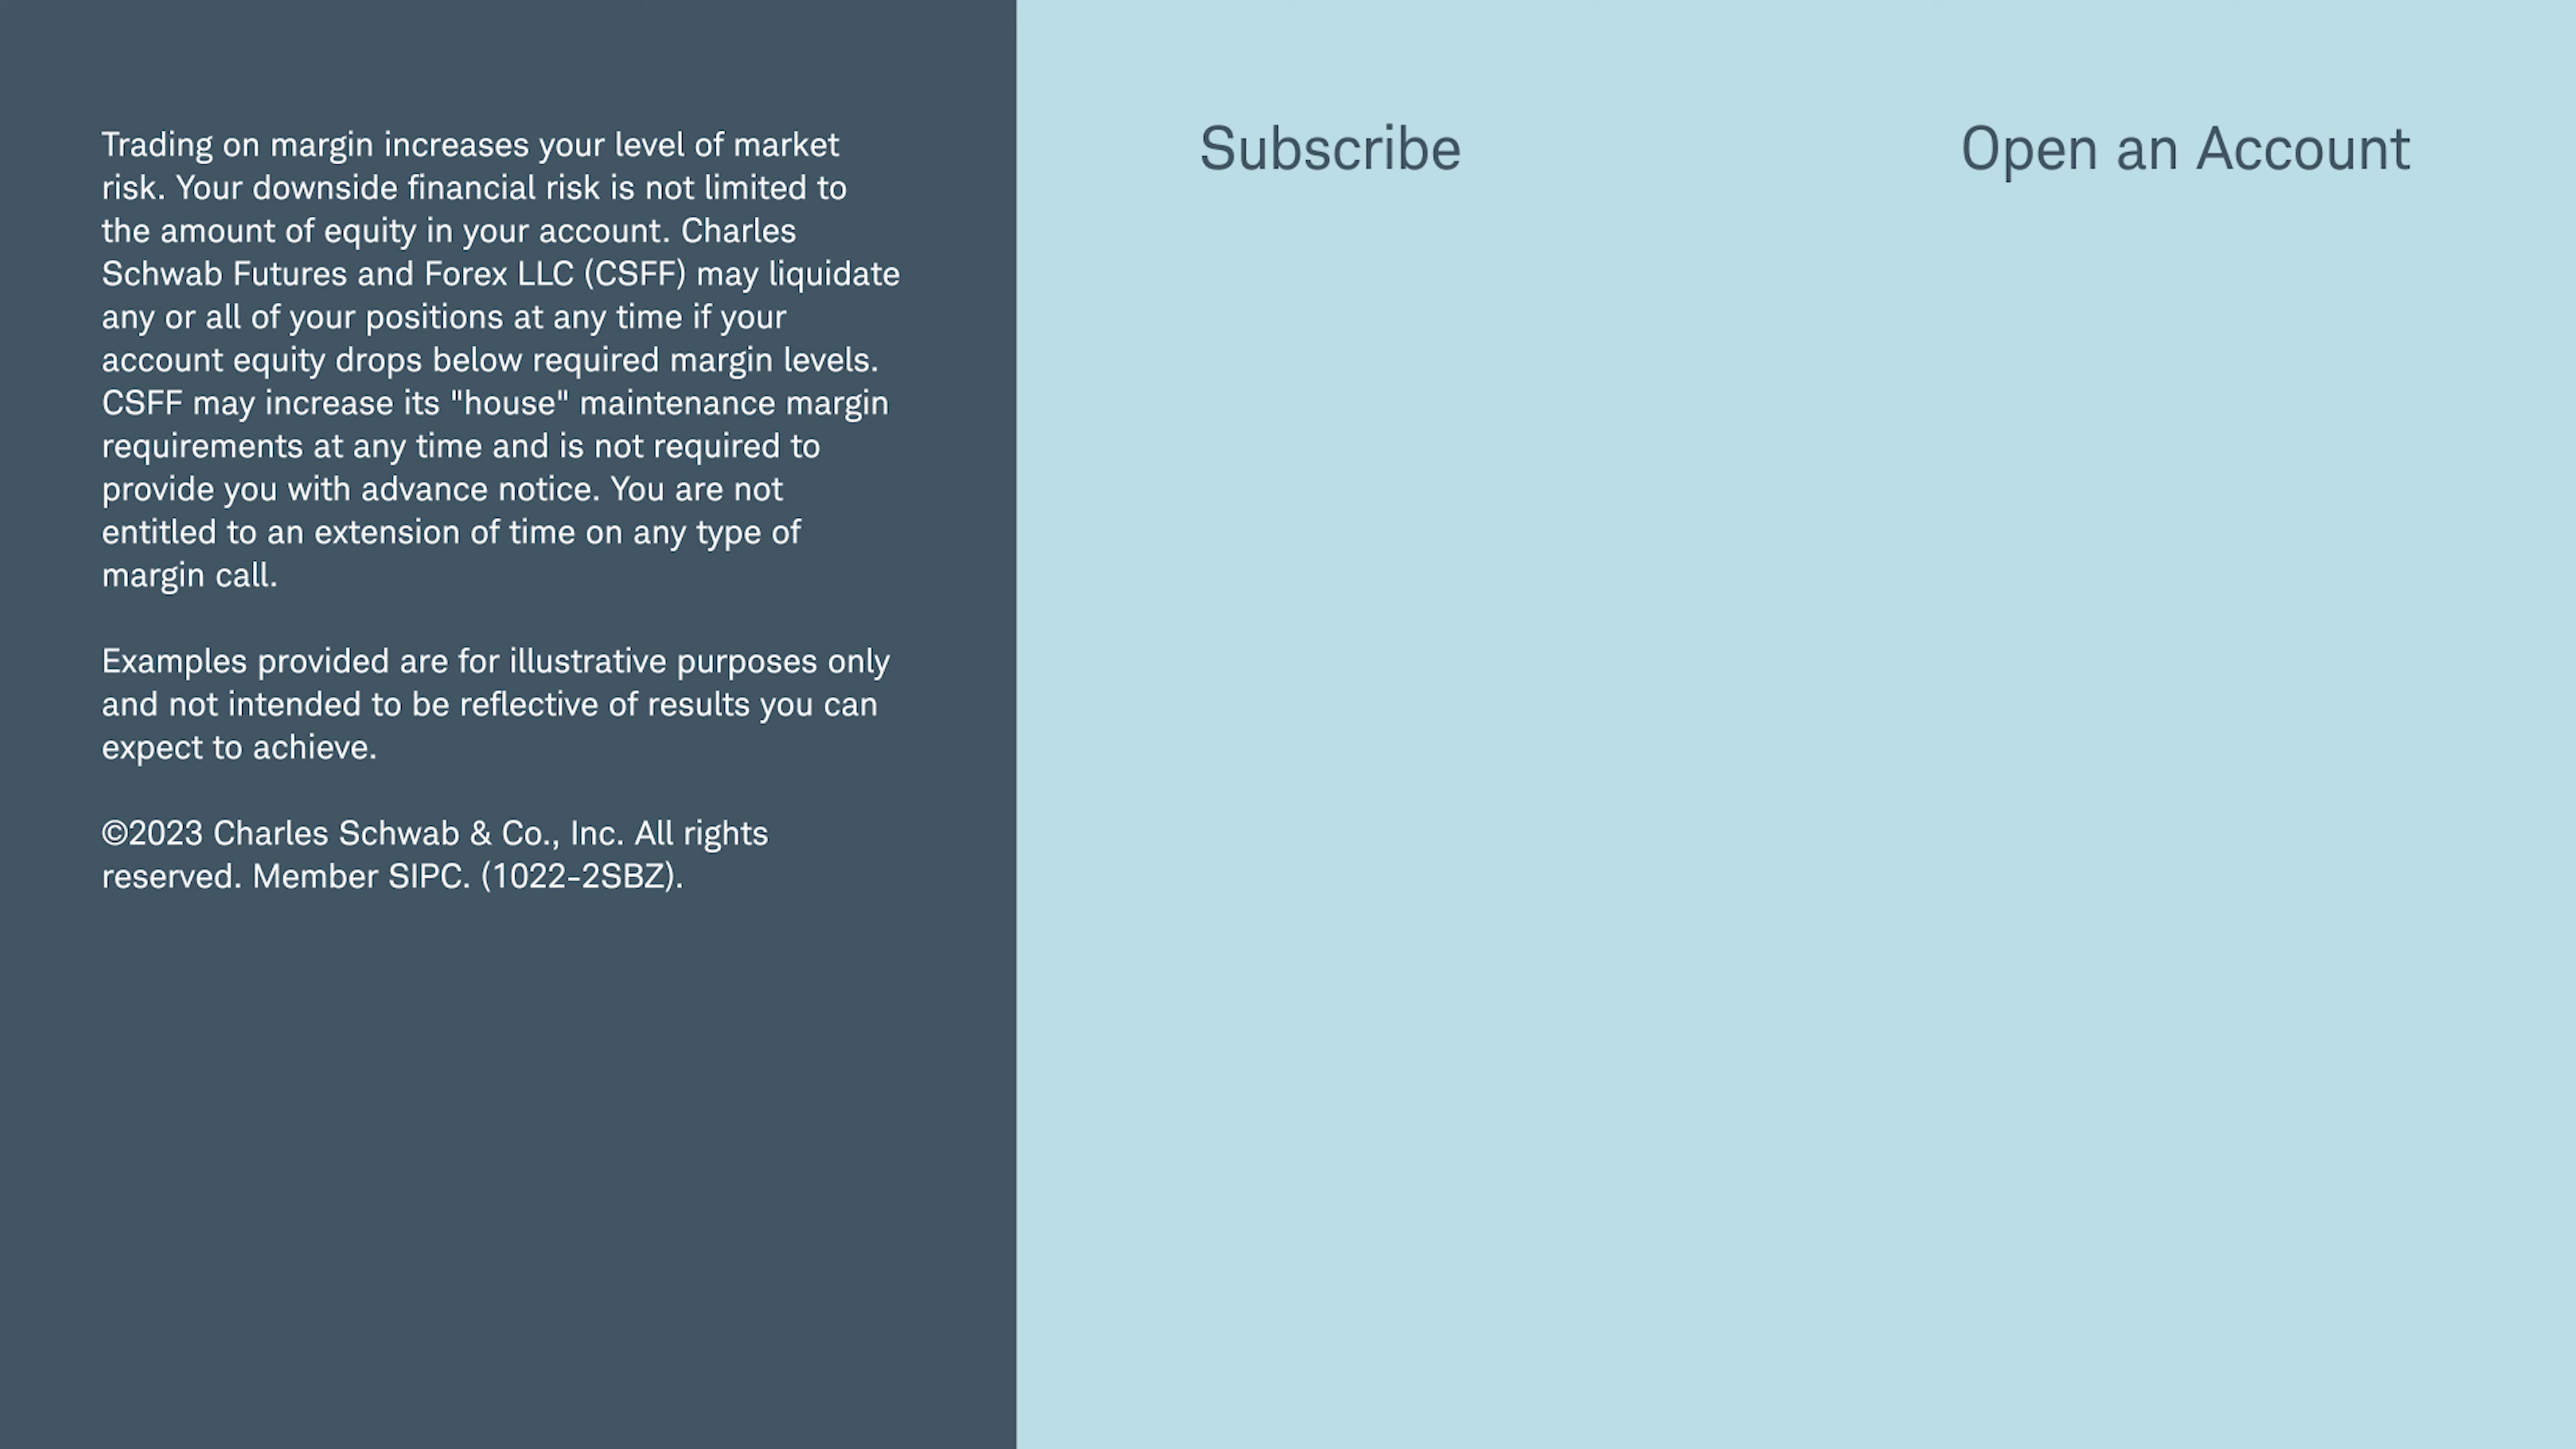 Trading on margin increases your level of market
risk. Your downside financial risk is not limited to
the amount of equity in your account. Charles
Schwab Futures and Forex LLC (CSFF) may liquidate
any or all of your positions at any time if your
account equity drops below required margin levels.
CSFF may increase its "house" maintenance margin
requirements at any time and is not required to
provide you with advance notice. You are not
entitled to an extension of time on any type of
margin call.
Examples provided are for illustrative purposes only
and not intended to be reflective of results you can
expect to achieve.
©2023 Charles Schwab & Co., Inc. All rights
reserved. Member SIPC. (1022-2SBZ).
Subscribe
Open an Account